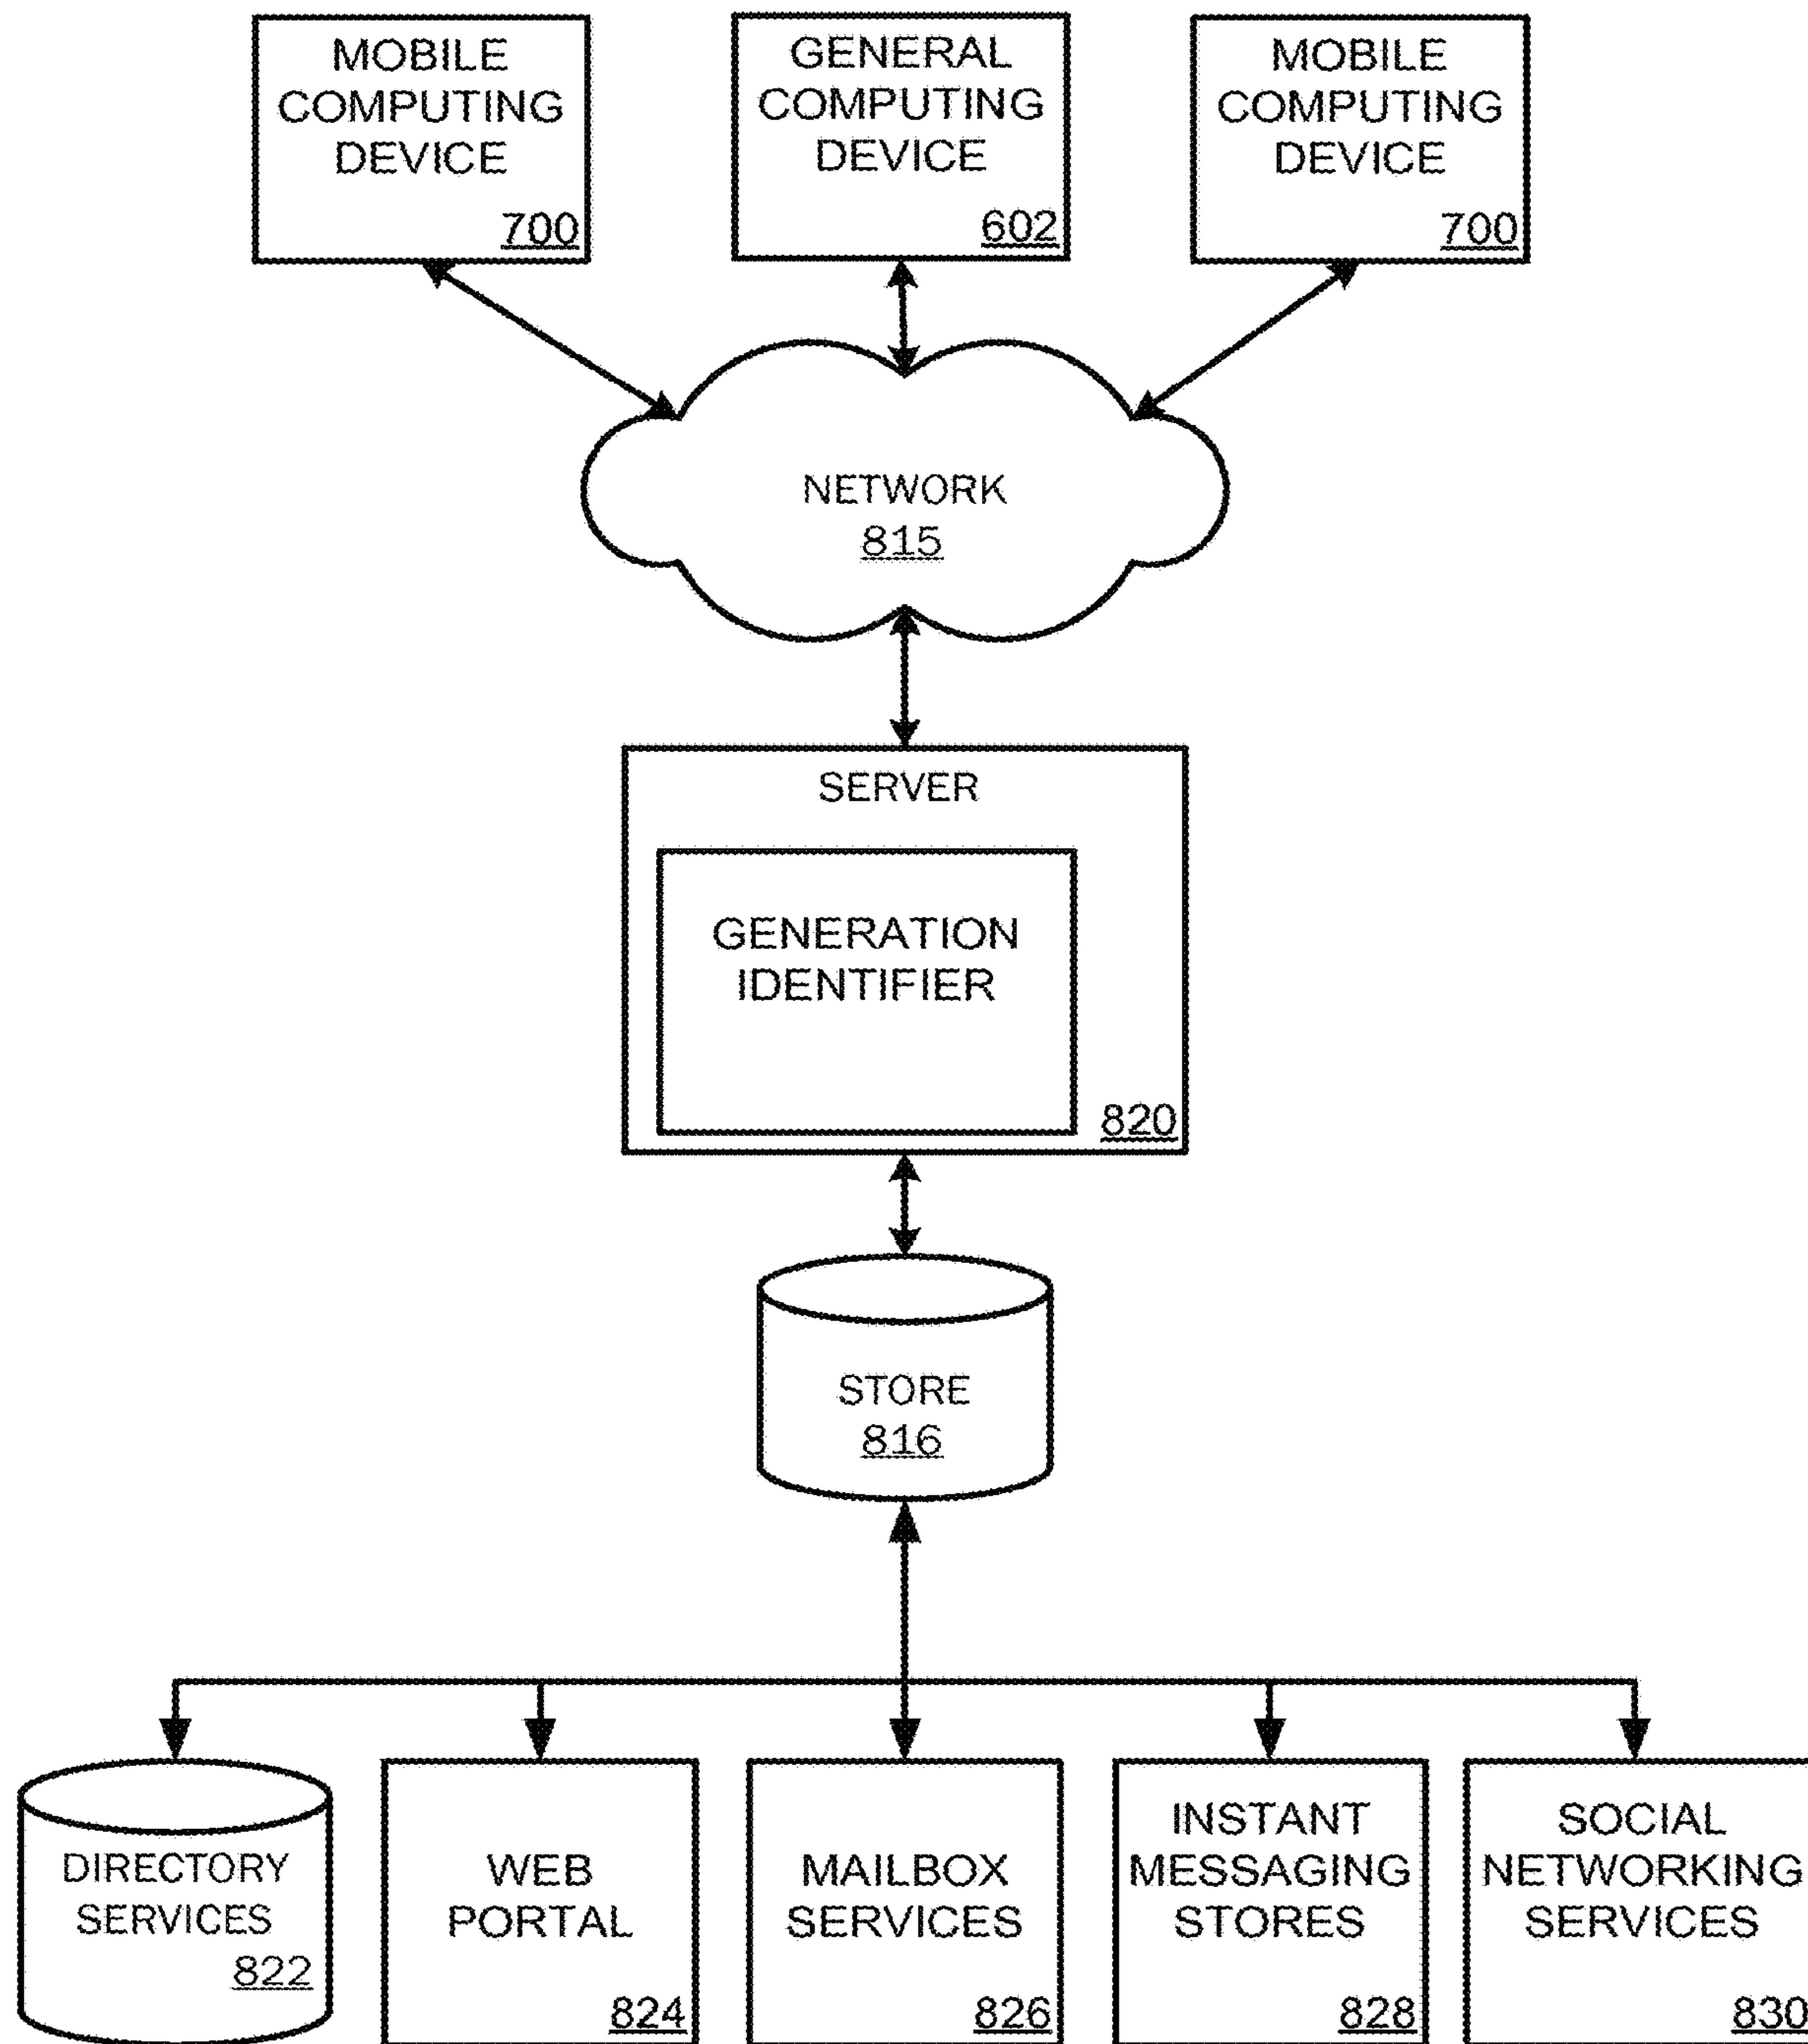 MOBILE
COMPUTING
DEVICE
700
GENERAL
COMPUTING
DEVICE
602
MOBILE
COMPUTING
DEVICE
700
NETWORK
815
SERVER
GENERATION
IDENTIFIER
820
STORE
816
DIRECTORY
SERVICES
822
WEB
PORTAL
824
MAILBOX
SERVICES
826
INSTANT
MESSAGING
STORES
828
SOCIAL
NETWORKING
SERVICES
830